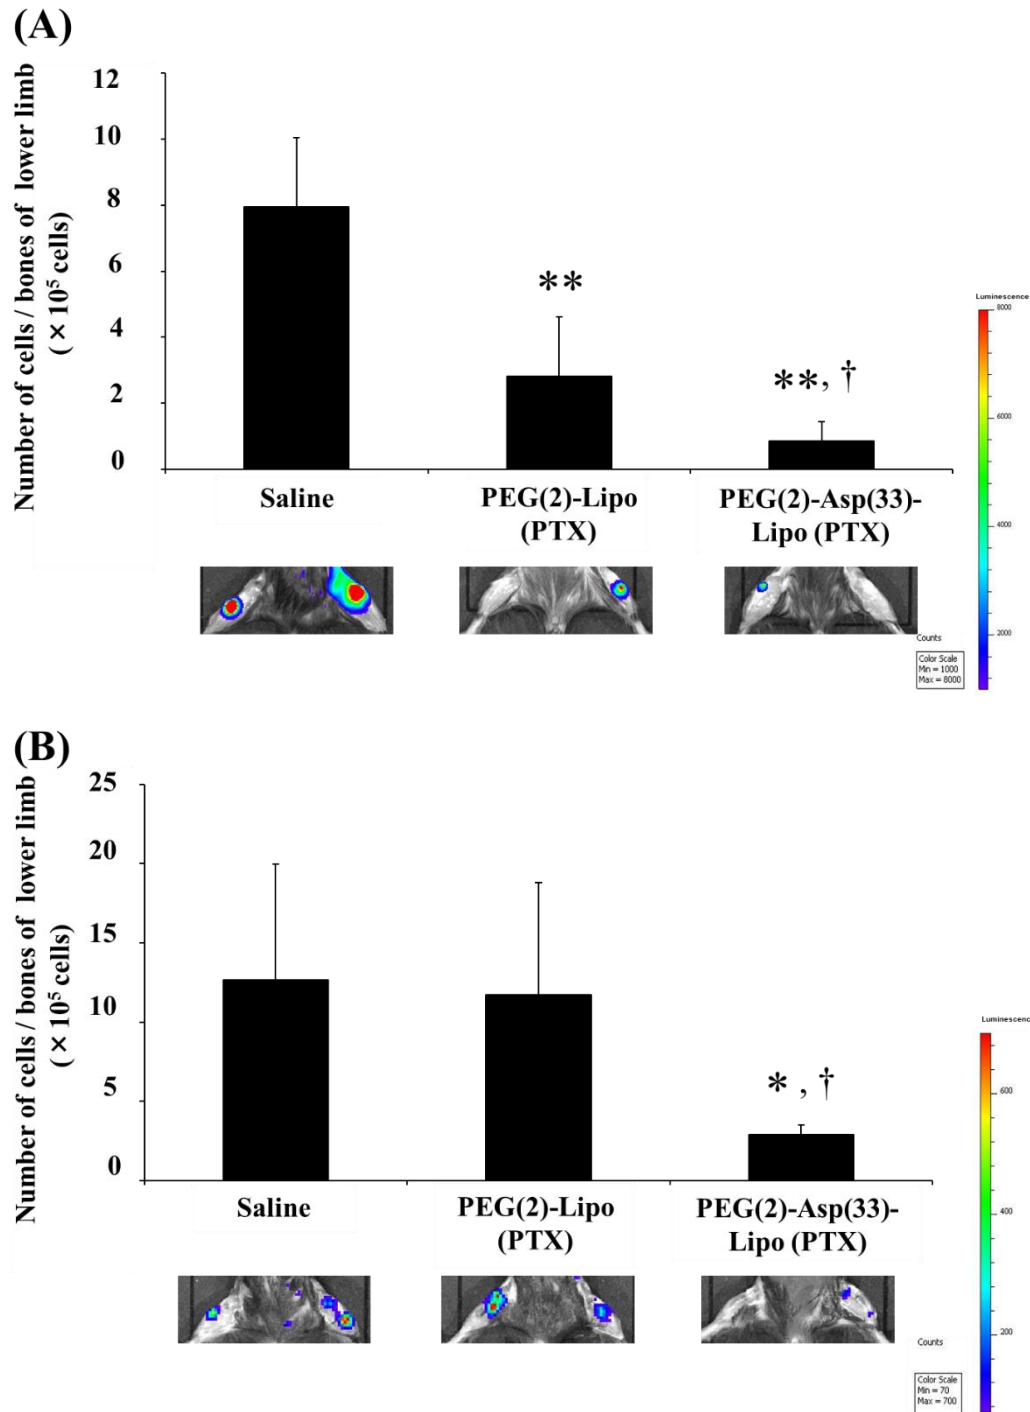 (A)
Number of cells / bones of lower limb
( × 10⁵ cells)
12
10
8
6
4
2
0
**
**, †
Saline
PEG(2)-Lipo
(PTX)
PEG(2)-Asp(33)-
Lipo (PTX)
Luminescence
8000
6000
4000
2000
Counts
Color Scale
Min = 1000
Max = 8000
(B)
Number of cells / bones of lower limb
( × 10⁵ cells)
25
20
15
10
5
0
* , †
Saline
PEG(2)-Lipo
(PTX)
PEG(2)-Asp(33)-
Lipo (PTX)
Luminescenc
600
400
200
Counts
Color Scale
Min = 70
Max = 700